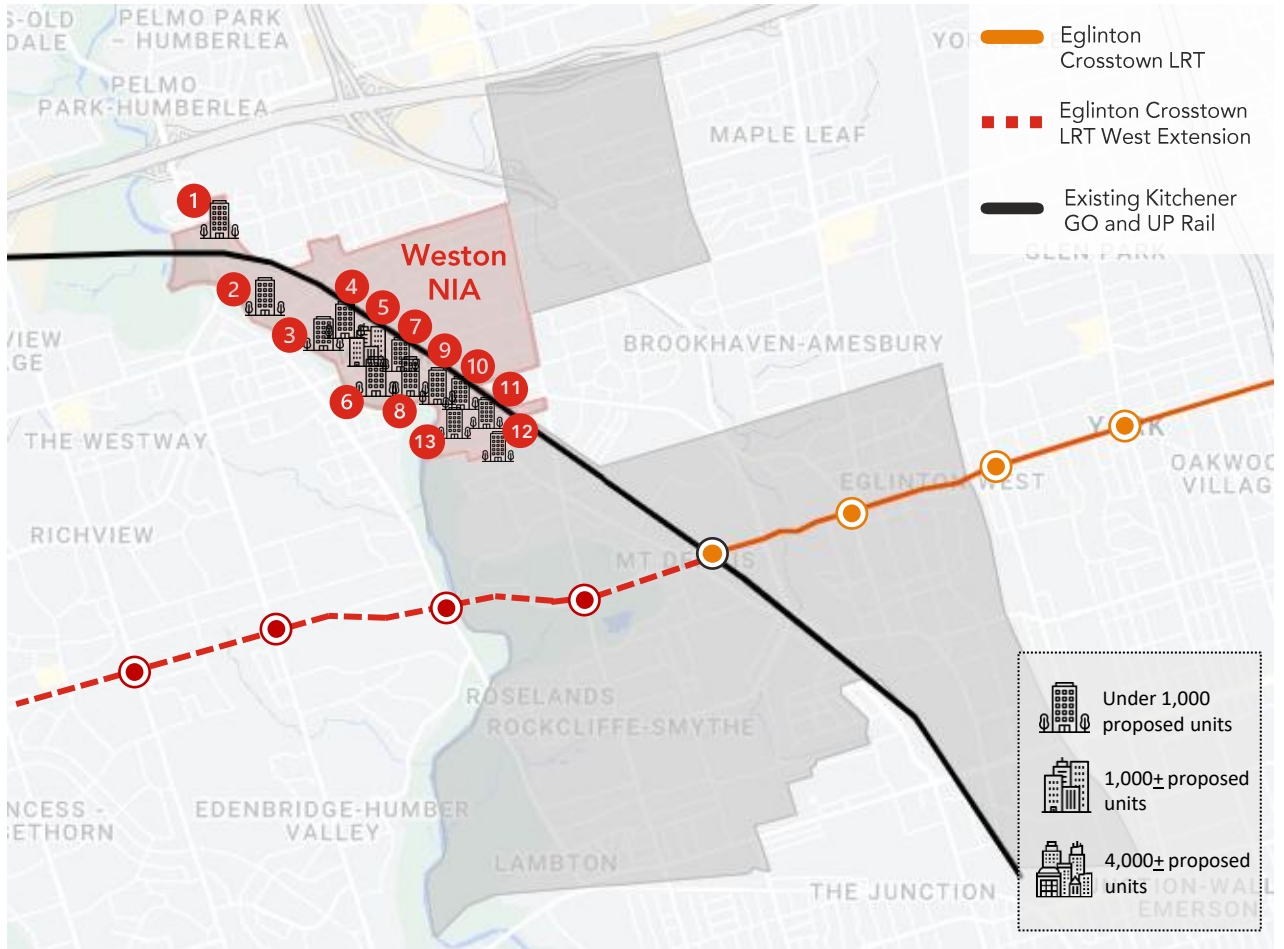 S-OLD
DALE
PELMO PARK
– HUMBERLEA
PELMO
PARK-HUMBERLEA
MAPLE LEAF
Eglinton
Crosstown LRT
Eglinton Crosstown
LRT West Extension
Existing Kitchener
GO and UP Rail
GLEN PARK
1
Weston
NIA
2
4
3
5
7
9
10
11
6
8
12
13
VIEW
GE
BROOKHAVEN-AMESBURY
THE WESTWAY
YORK
EGLINTON WEST
OAKWOO
VILLAG
RICHVIEW
MT DENNIS
ROSELANDS
ROCKCLIFFE-SMYTHE
Under 1,000
proposed units
1,000± proposed
units
4,000± proposed
units
NCESS -
SETHORN
EDENBRIDGE-HUMBER
VALLEY
LAMBTON
THE JUNCTION
JUNCTION-WALL
EMERSON